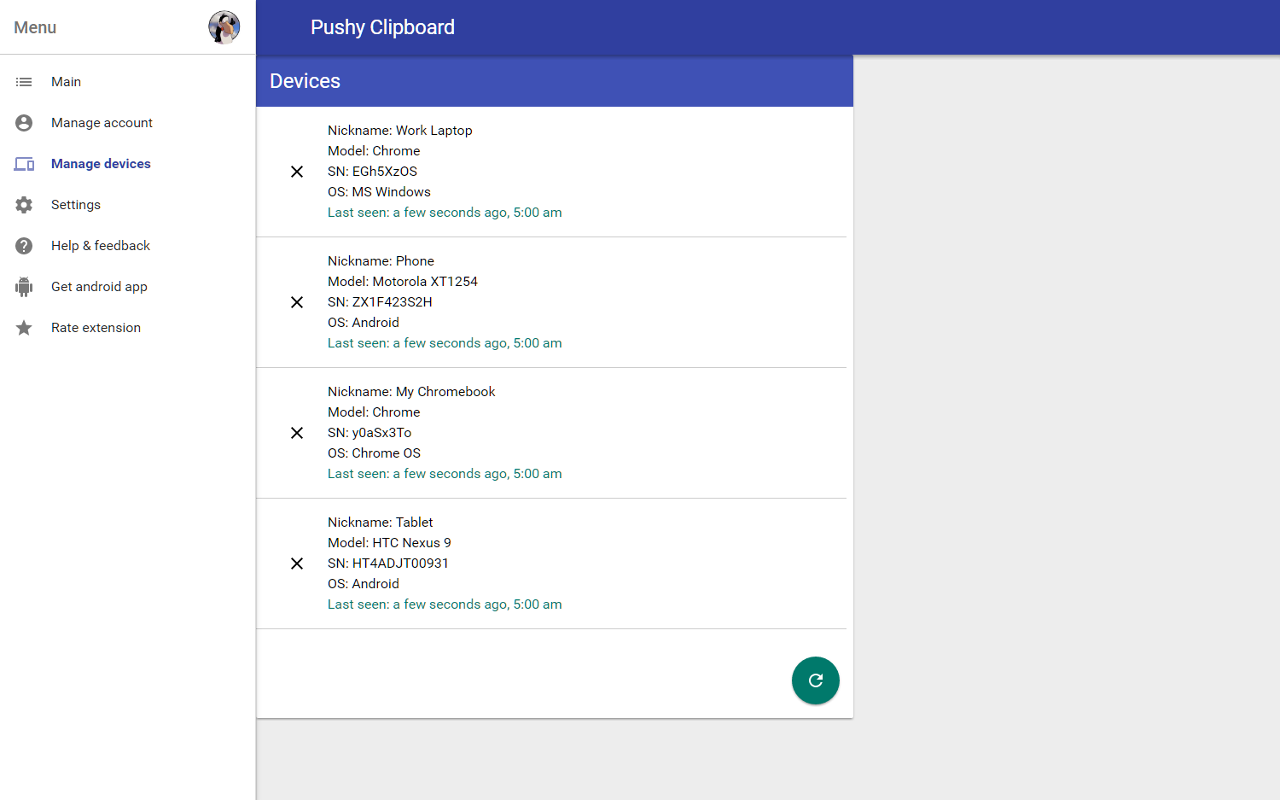 Menu
Pushy Clipboard
Main
Manage account
Manage devices
Settings
Help & feedback
Get android app
Rate extension
Devices
Nickname: Work Laptop
Model: Chrome
SN: EGh5XzOS
OS: MS Windows
Last seen: a few seconds ago, 5:00 am
Nickname: Phone
Model: Motorola XT1254
SN: ZX1F423S2H
OS: Android
Last seen: a few seconds ago, 5:00 am
Nickname: My Chromebook
Model: Chrome
SN: y0aSx3To
OS: Chrome OS
Last seen: a few seconds ago, 5:00 am
Nickname: Tablet
Model: HTC Nexus 9
SN: HT4ADJT00931
OS: Android
Last seen: a few seconds ago, 5:00 am